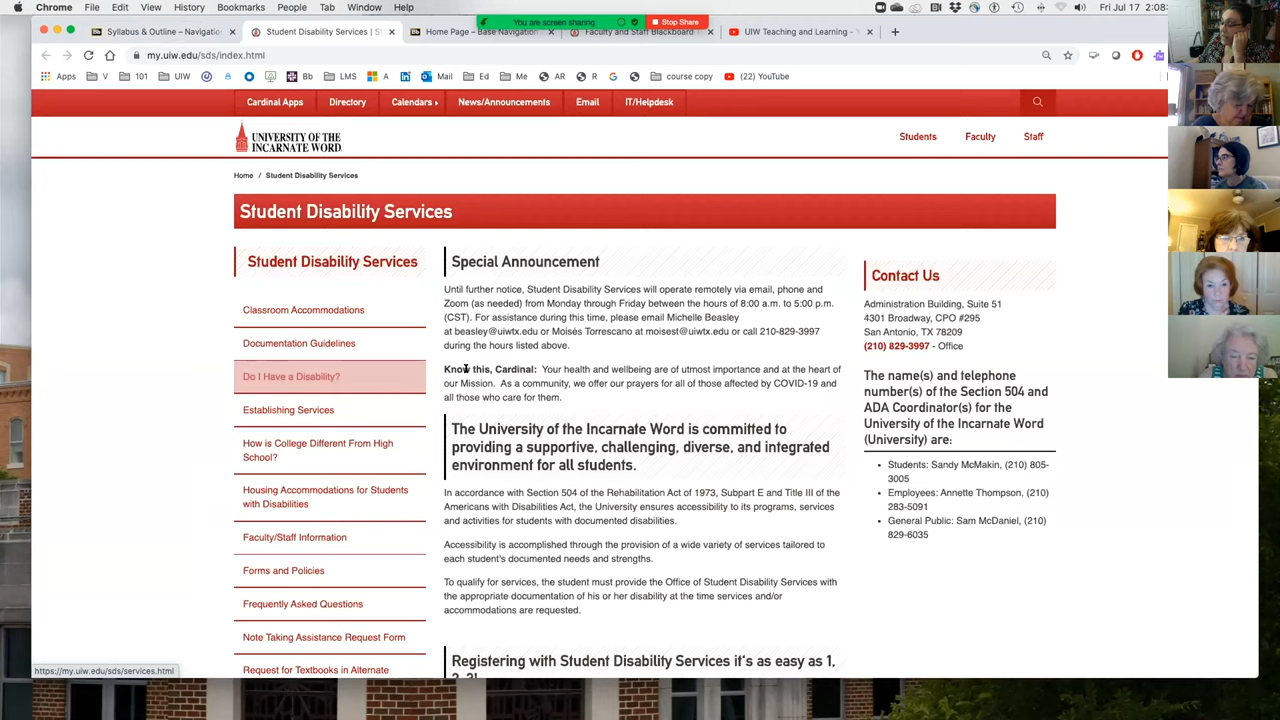 Chrome File Edit View History Bookmarks People Tab Window Help
Fri Jul 17 2:08
You are screen sharing Stop Share
Syllabus & Outline – Navigation
Student Disability Services | S
Home Page – Base Navigation
Faculty and Staff Blackboard
UIW Teaching and Learning - Y
my.uiw.edu/sds/index.html
Apps V 101 UIW Bb LMS A Mail Ed Me AR R course copy (22) YouTube
Cardinal Apps Directory Calendars News/Announcements Email IT/Helpdesk
UNIVERSITY OF THE
INCARNATE WORD
Students Faculty Staff
Home / Student Disability Services
Student Disability Services
Student Disability Services
Classroom Accommodations
Documentation Guidelines
Do I Have a Disability?
Establishing Services
How is College Different From High
School?
Housing Accommodations for Students
with Disabilities
Faculty/Staff Information
Forms and Policies
Frequently Asked Questions
Note Taking Assistance Request Form
Request for Textbooks in Alternate
Special Announcement
Until further notice, Student Disability Services will operate remotely via email, phone and
Zoom (as needed) from Monday through Friday between the hours of 8:00 a.m. to 5:00 p.m.
(CST). For assistance during this time, please email Michelle Beasley
at beasley@uiwtx.edu or Moisés Torrescano at moisest@uiwtx.edu or call 210-829-3997
during the hours listed above.
Know this, Cardinal: Your health and wellbeing are of utmost importance and at the heart of
our Mission. As a community, we offer our prayers for all of those affected by COVID-19 and
all those who care for them.
The University of the Incarnate Word is committed to
providing a supportive, challenging, diverse, and integrated
environment for all students.
In accordance with Section 504 of the Rehabilitation Act of 1973, Subpart E and Title III of the
Americans with Disabilities Act, the University ensures accessibility to its programs, services
and activities for students with documented disabilities.
Accessibility is accomplished through the provision of a wide variety of services tailored to
each student's documented needs and strengths.
To qualify for services, the student must provide the Office of Student Disability Services with
the appropriate documentation of his or her disability at the time services and/or
accommodations are requested.
Registering with Student Disability Services it's as easy as 1,
2, 3!
Contact Us
Administration Building, Suite 51
4301 Broadway, CPO #295
San Antonio, TX 78209
(210) 829-3997 - Office
The name(s) and telephone
number(s) of the Section 504 and
ADA Coordinator(s) for the
University of the Incarnate Word
(University) are:
Students: Sandy McMakin, (210) 805-
3005
Employees: Annette Thompson, (210)
283-5091
General Public: Sam McDaniel, (210)
829-6035
https://my.uiw.edu/sds/services.html